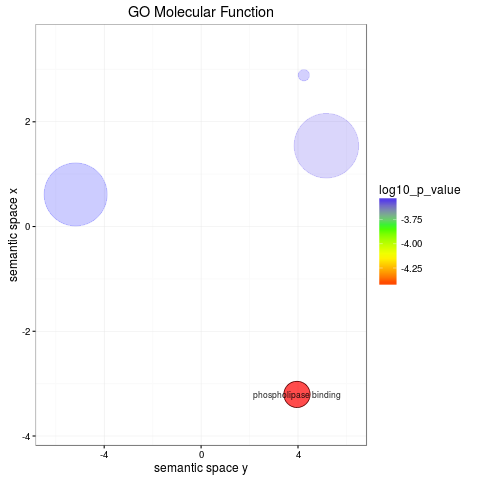 GO Molecular Function
semantic space x
2
0
-2
-4
phospholipase binding
-4
0
4
semantic space y
log10_p_value
-3.75
-4.00
-4.25